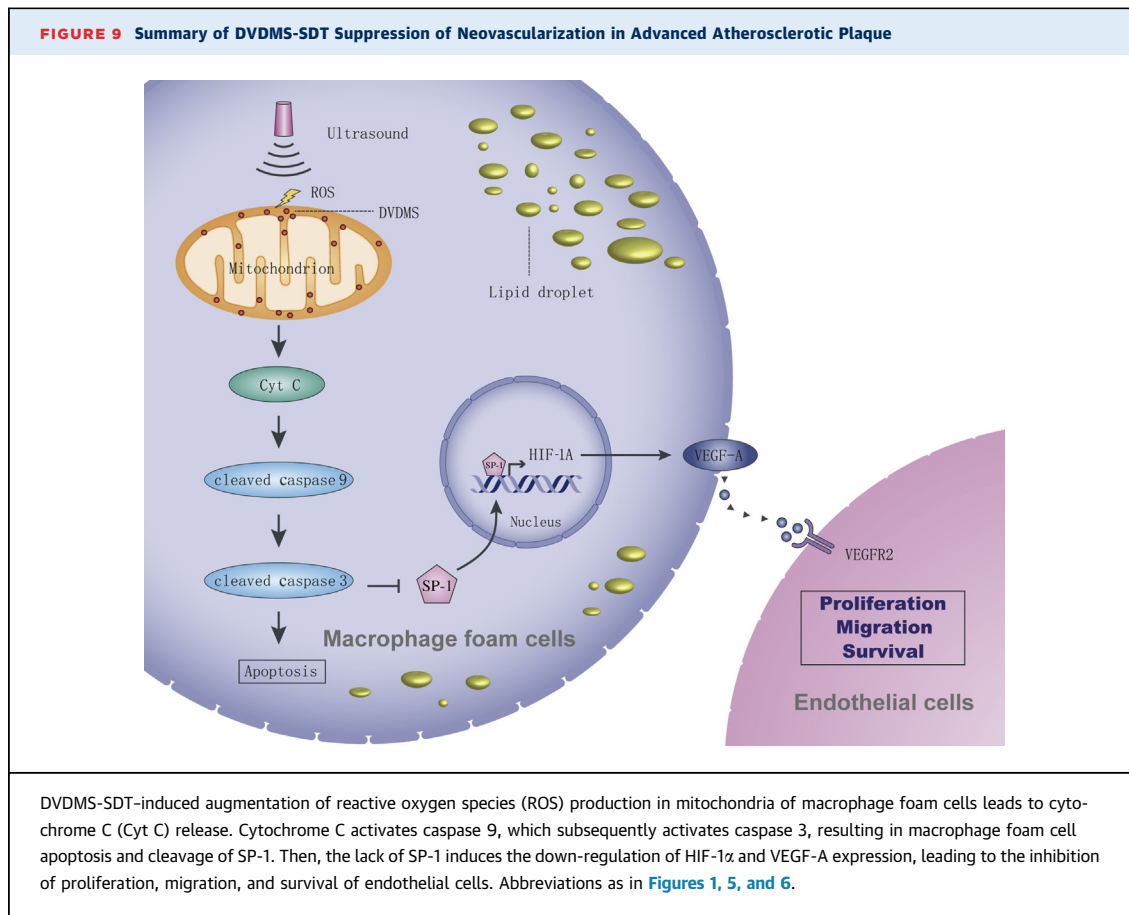 FIGURE 9 Summary of DVDMS-SDT Suppression of Neovascularization in Advanced Atherosclerotic Plaque
Ultrasound
ROS
DVDMS
Mitochondrion
Lipid droplet
Cyt C
HIF-1A
SP-1
VEGF-A
cleaved caspase 9
Nucleus
VEGFR2
cleaved caspase 3
SP-1
Proliferation
Migration
Survival
Macrophage foam cells
Apoptosis
Endothelial cells
DVDMS-SDT–induced augmentation of reactive oxygen species (ROS) production in mitochondria of macrophage foam cells leads to cyto-
chrome C (Cyt C) release. Cytochrome C activates caspase 9, which subsequently activates caspase 3, resulting in macrophage foam cell
apoptosis and cleavage of SP-1. Then, the lack of SP-1 induces the down-regulation of HIF-1α and VEGF-A expression, leading to the inhibition
of proliferation, migration, and survival of endothelial cells. Abbreviations as in Figures 1, 5, and 6.